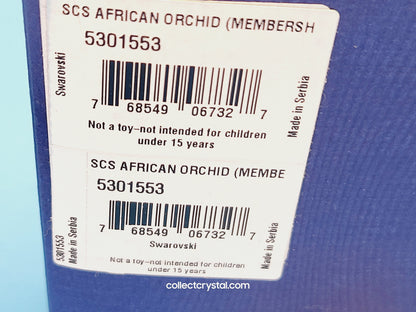 SCS AFRICAN ORCHID (MEMBERSH
5301553
Swarovski
7 68549 06732 7
Made in Serbia
Not a toy–not intended for children
under 15 years
SCS AFRICAN ORCHID (MEMBE
5301553
7 68549 06732 7
Swarovski
5301553
Made in Serbia
Made in Serbia
Not a toy–not intended for children
under 15 years
collectcrystal.com